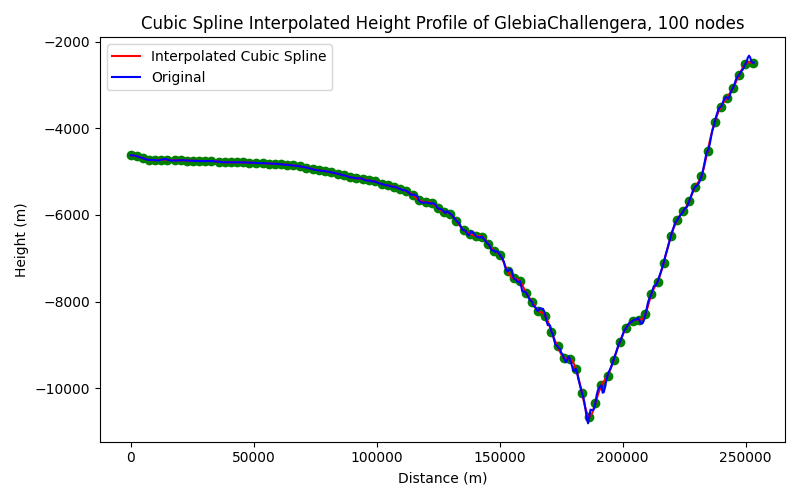 Cubic Spline Interpolated Height Profile of GlebiaChallengera, 100 nodes
Interpolated Cubic Spline
Original
Height (m)
−2000
−4000
−6000
−8000
−10000
0 50000 100000 150000 200000 250000
Distance (m)